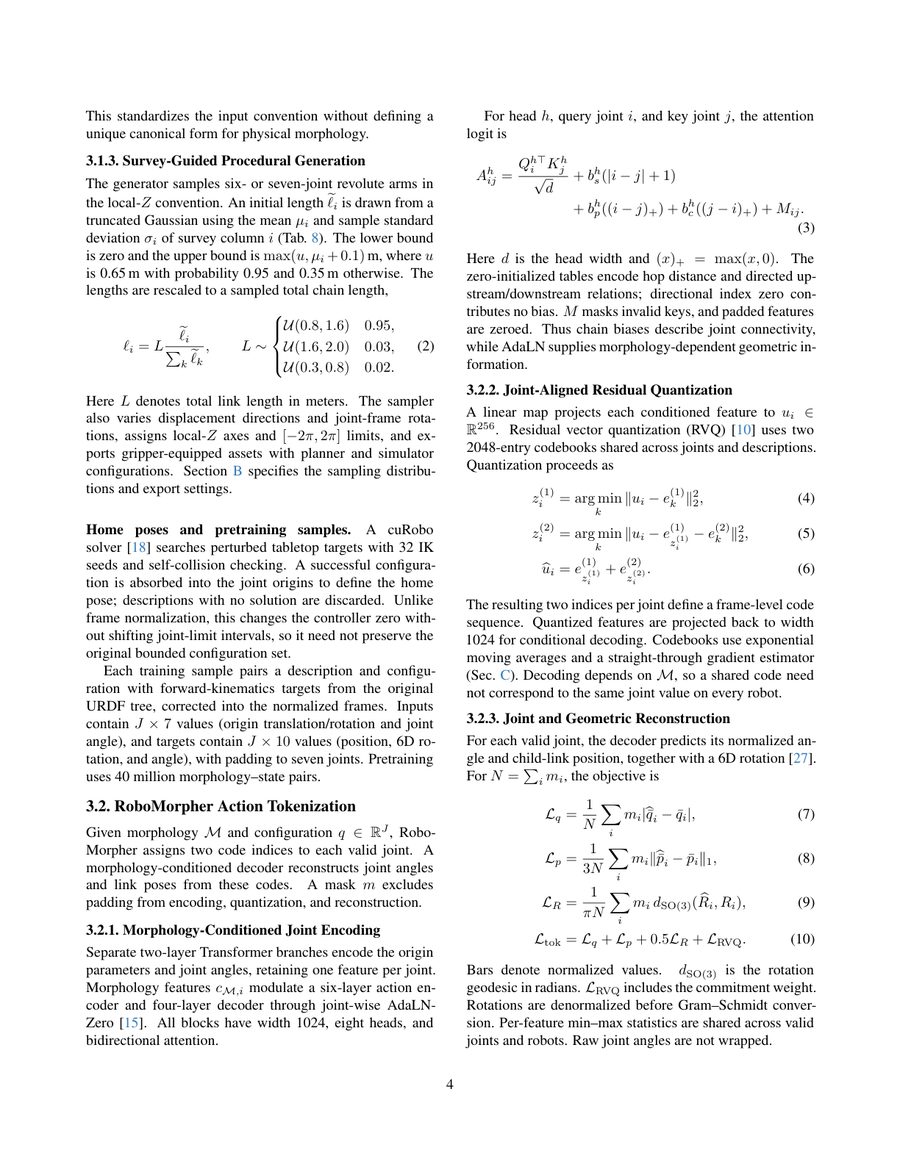 This standardizes the input convention without defining a
unique canonical form for physical morphology.
3.1.3. Survey-Guided Procedural Generation
The generator samples six- or seven-joint revolute arms in
the local-Z convention. An initial length ℓ̃_i is drawn from a
truncated Gaussian using the mean μ_i and sample standard
deviation σ_i of survey column i (Tab. 8). The lower bound
is zero and the upper bound is max(u, μ_i + 0.1) m, where u
is 0.65 m with probability 0.95 and 0.35 m otherwise. The
lengths are rescaled to a sampled total chain length,
ℓ_i = L ℓ̃_i / ∑_k ℓ̃_k, L ∼ { U(0.8, 1.6) 0.95, U(1.6, 2.0) 0.03, U(0.3, 0.8) 0.02. (2)
Here L denotes total link length in meters. The sampler
also varies displacement directions and joint-frame rota-
tions, assigns local-Z axes and [−2π, 2π] limits, and ex-
ports gripper-equipped assets with planner and simulator
configurations. Section B specifies the sampling distribu-
tions and export settings.
Home poses and pretraining samples. A cuRobo
solver [18] searches perturbed tabletop targets with 32 IK
seeds and self-collision checking. A successful configura-
tion is absorbed into the joint origins to define the home
pose; descriptions with no solution are discarded. Unlike
frame normalization, this changes the controller zero with-
out shifting joint-limit intervals, so it need not preserve the
original bounded configuration set.
Each training sample pairs a description and configu-
ration with forward-kinematics targets from the original
URDF tree, corrected into the normalized frames. Inputs
contain J × 7 values (origin translation/rotation and joint
angle), and targets contain J × 10 values (position, 6D ro-
tation, and angle), with padding to seven joints. Pretraining
uses 40 million morphology–state pairs.
3.2. RoboMorpher Action Tokenization
Given morphology M and configuration q ∈ ℝ^J, Robo-
Morpher assigns two code indices to each valid joint. A
morphology-conditioned decoder reconstructs joint angles
and link poses from these codes. A mask m excludes
padding from encoding, quantization, and reconstruction.
3.2.1. Morphology-Conditioned Joint Encoding
Separate two-layer Transformer branches encode the origin
parameters and joint angles, retaining one feature per joint.
Morphology features c_{M,i} modulate a six-layer action en-
coder and four-layer decoder through joint-wise AdaLN-
Zero [15]. All blocks have width 1024, eight heads, and
bidirectional attention.
For head h, query joint i, and key joint j, the attention
logit is
A^h_{ij} = Q_i^{h⊤} K_j^h / √d + b_s^h(|i − j| + 1)
+ b_p^h((i − j)_+) + b_c^h((j − i)_+) + M_{ij}.
(3)
Here d is the head width and (x)_+ = max(x, 0). The
zero-initialized tables encode hop distance and directed up-
stream/downstream relations; directional index zero con-
tributes no bias. M masks invalid keys, and padded features
are zeroed. Thus chain biases describe joint connectivity,
while AdaLN supplies morphology-dependent geometric in-
formation.
3.2.2. Joint-Aligned Residual Quantization
A linear map projects each conditioned feature to u_i ∈
ℝ^256. Residual vector quantization (RVQ) [10] uses two
2048-entry codebooks shared across joints and descriptions.
Quantization proceeds as
z_i^{(1)} = arg min_k ‖u_i − e_k^{(1)}‖_2^2, (4)
z_i^{(2)} = arg min_k ‖u_i − e^{(1)}_{z_i^{(1)}} − e_k^{(2)}‖_2^2, (5)
û_i = e^{(1)}_{z_i^{(1)}} + e^{(2)}_{z_i^{(2)}}. (6)
The resulting two indices per joint define a frame-level code
sequence. Quantized features are projected back to width
1024 for conditional decoding. Codebooks use exponential
moving averages and a straight-through gradient estimator
(Sec. C). Decoding depends on M, so a shared code need
not correspond to the same joint value on every robot.
3.2.3. Joint and Geometric Reconstruction
For each valid joint, the decoder predicts its normalized an-
gle and child-link position, together with a 6D rotation [27].
For N = ∑_i m_i, the objective is
L_q = 1/N ∑_i m_i |q̄̂_i − q̄_i|, (7)
L_p = 1/3N ∑_i m_i ‖p̄̂_i − p̄_i‖_1, (8)
L_R = 1/πN ∑_i m_i d_{SO(3)}(R̂_i, R_i), (9)
L_tok = L_q + L_p + 0.5L_R + L_RVQ. (10)
Bars denote normalized values. d_{SO(3)} is the rotation
geodesic in radians. L_RVQ includes the commitment weight.
Rotations are denormalized before Gram–Schmidt conver-
sion. Per-feature min–max statistics are shared across valid
joints and robots. Raw joint angles are not wrapped.
4